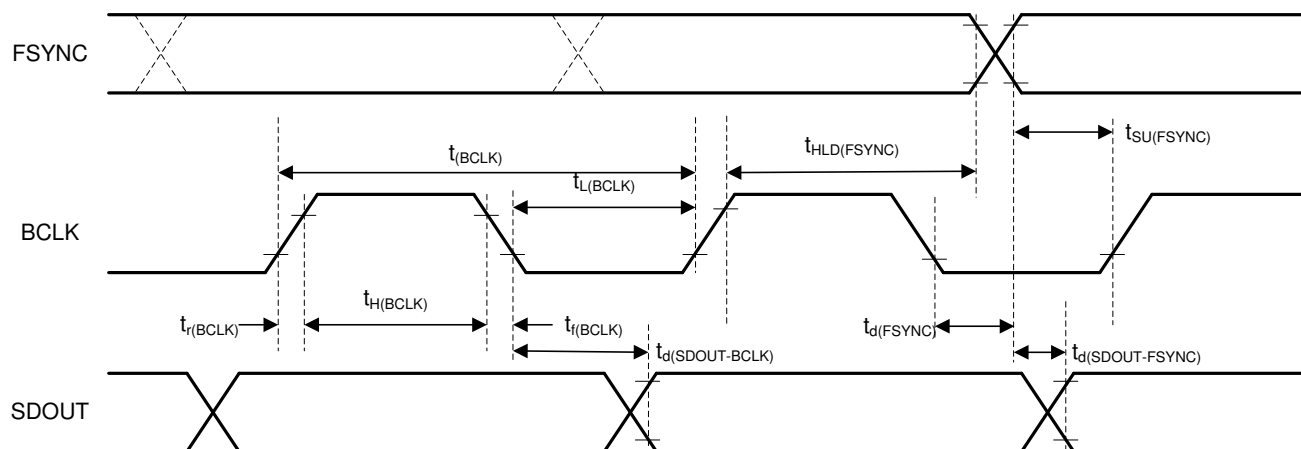 FSYNC
t(BCLK)
tHLD(FSYNC)
tSU(FSYNC)
tL(BCLK)
BCLK
tH(BCLK)
tr(BCLK)
tf(BCLK)
td(FSYNC)
td(SDOUT-BCLK)
td(SDOUT-FSYNC)
SDOUT